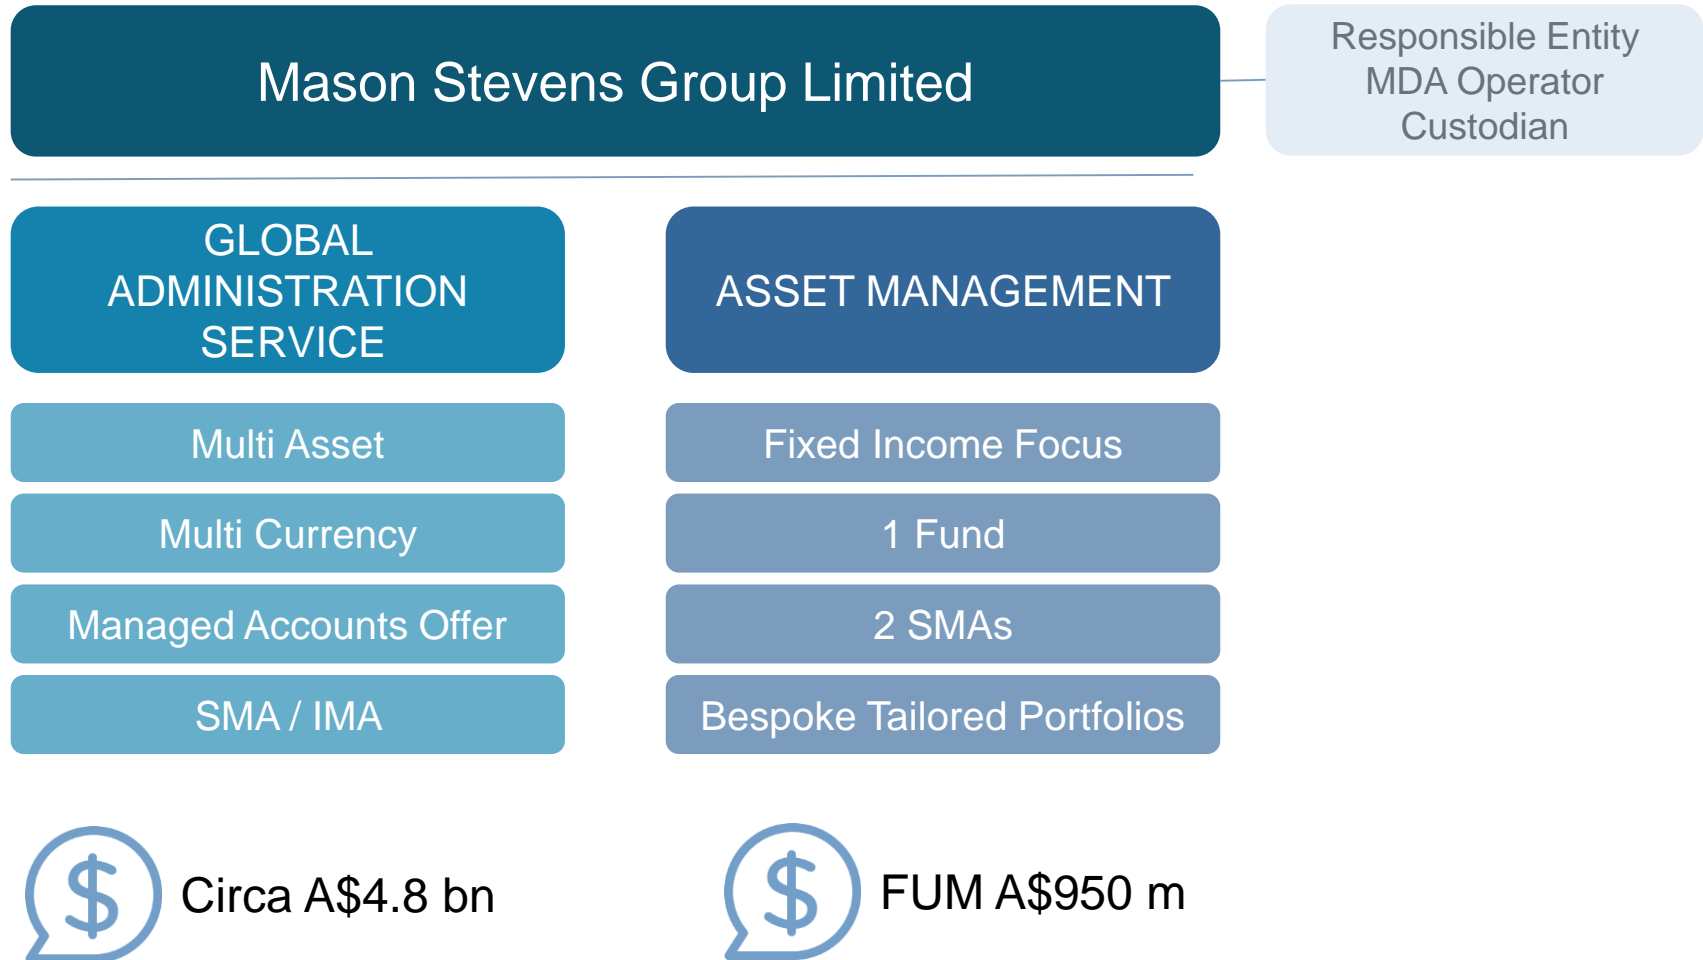 Mason Stevens Group Limited
Responsible Entity
MDA Operator
Custodian
GLOBAL
ADMINISTRATION
SERVICE
ASSET MANAGEMENT
Multi Asset
Fixed Income Focus
Multi Currency
1 Fund
Managed Accounts Offer
2 SMAs
SMA / IMA
Bespoke Tailored Portfolios
$
Circa A$4.8 bn
$
FUM A$950 m